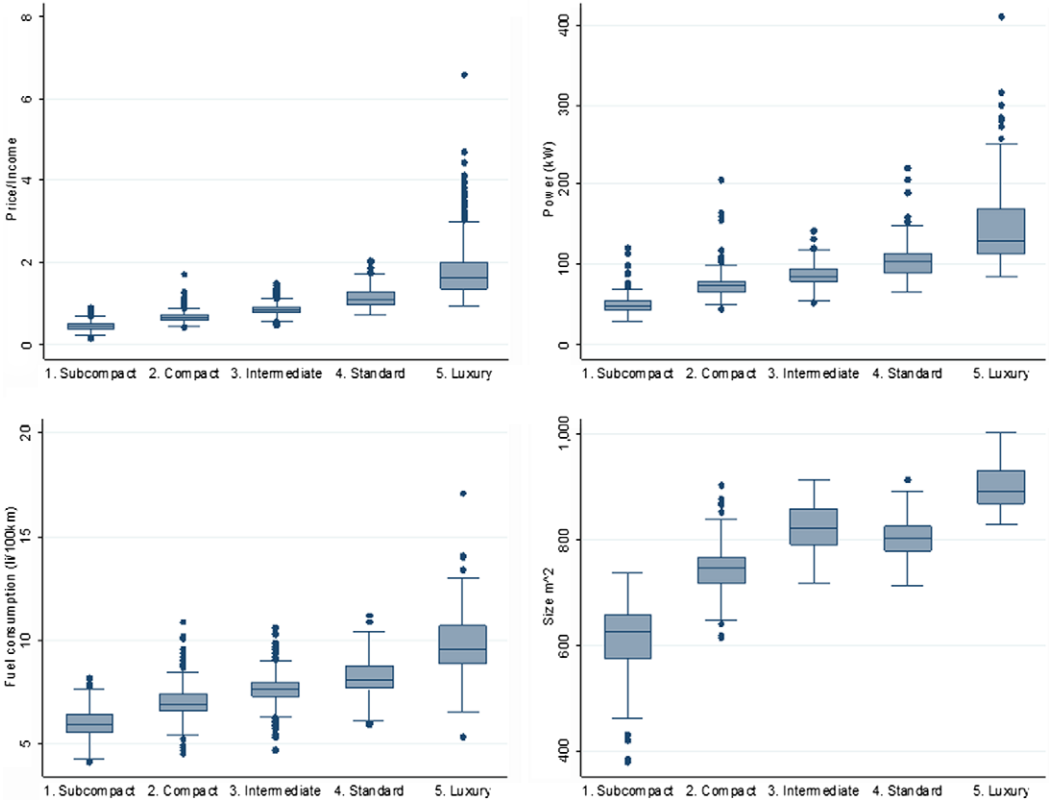 8
6
4
2
0
Price/Income
1. Subcompact 2. Compact 3. Intermediate 4. Standard 5. Luxury
400
300
200
100
0
Power (kW)
1. Subcompact 2. Compact 3. Intermediate 4. Standard 5. Luxury
20
15
10
5
Fuel consumption (li/100km)
1. Subcompact 2. Compact 3. Intermediate 4. Standard 5. Luxury
1,000
800
600
400
Size m^2
1. Subcompact 2. Compact 3. Intermediate 4. Standard 5. Luxury